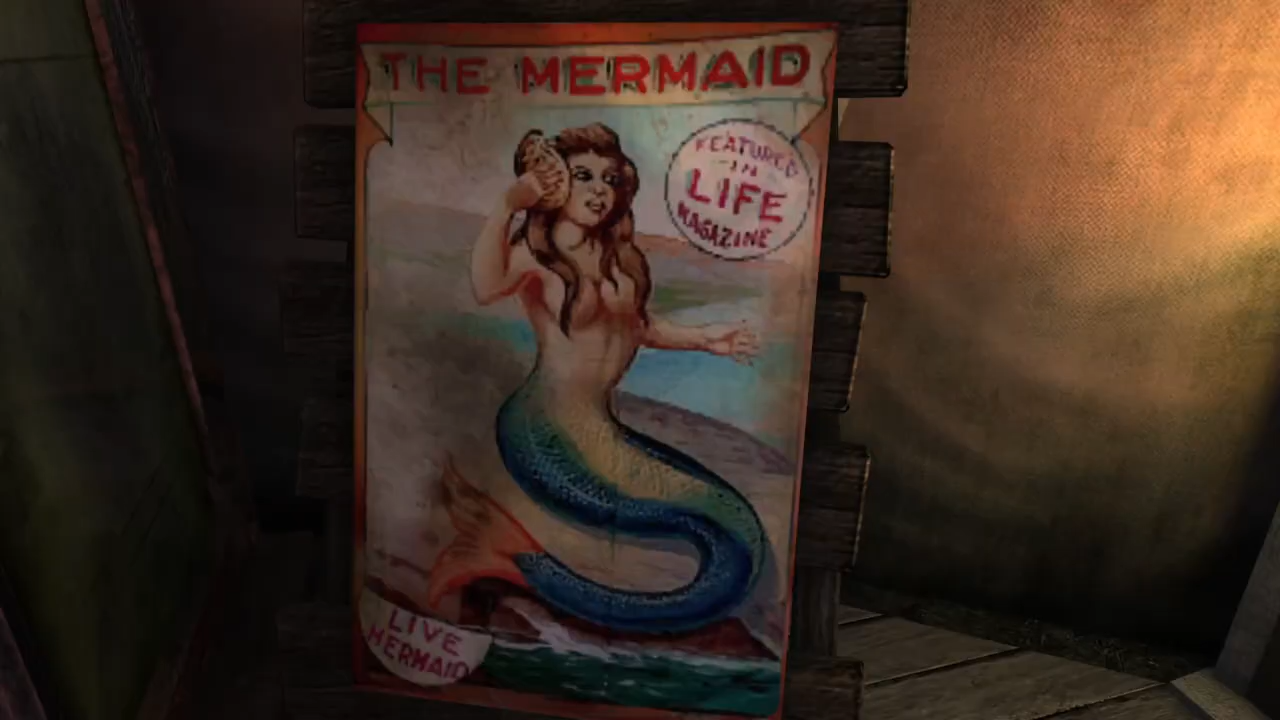 THE MERMAID
FEATURED
IN
LIFE
MAGAZINE
LIVE
MERMAID